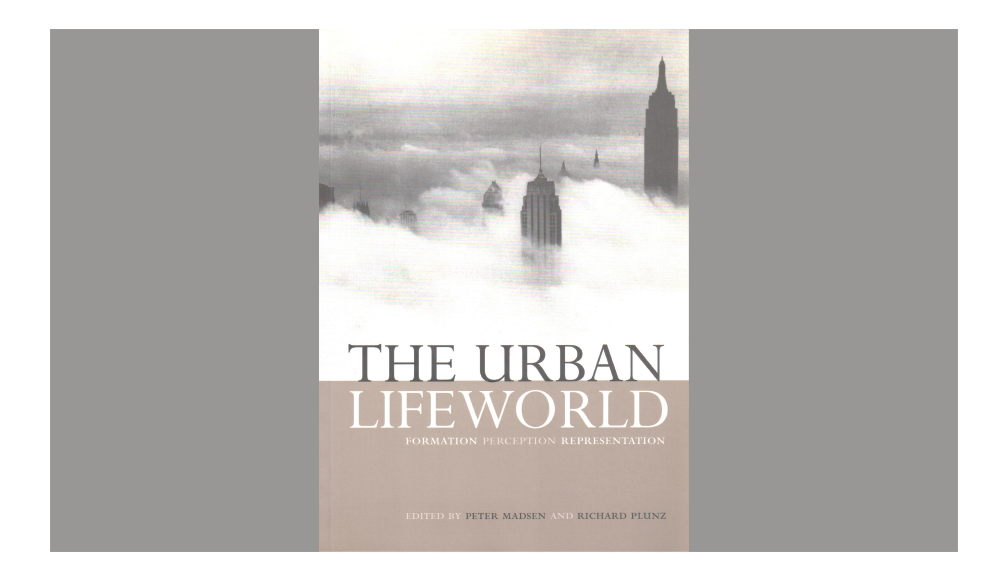 THE URBAN
LIFEWORLD
FORMATION PERCEPTION REPRESENTATION
EDITED BY PETER MADSEN AND RICHARD PLUNZ